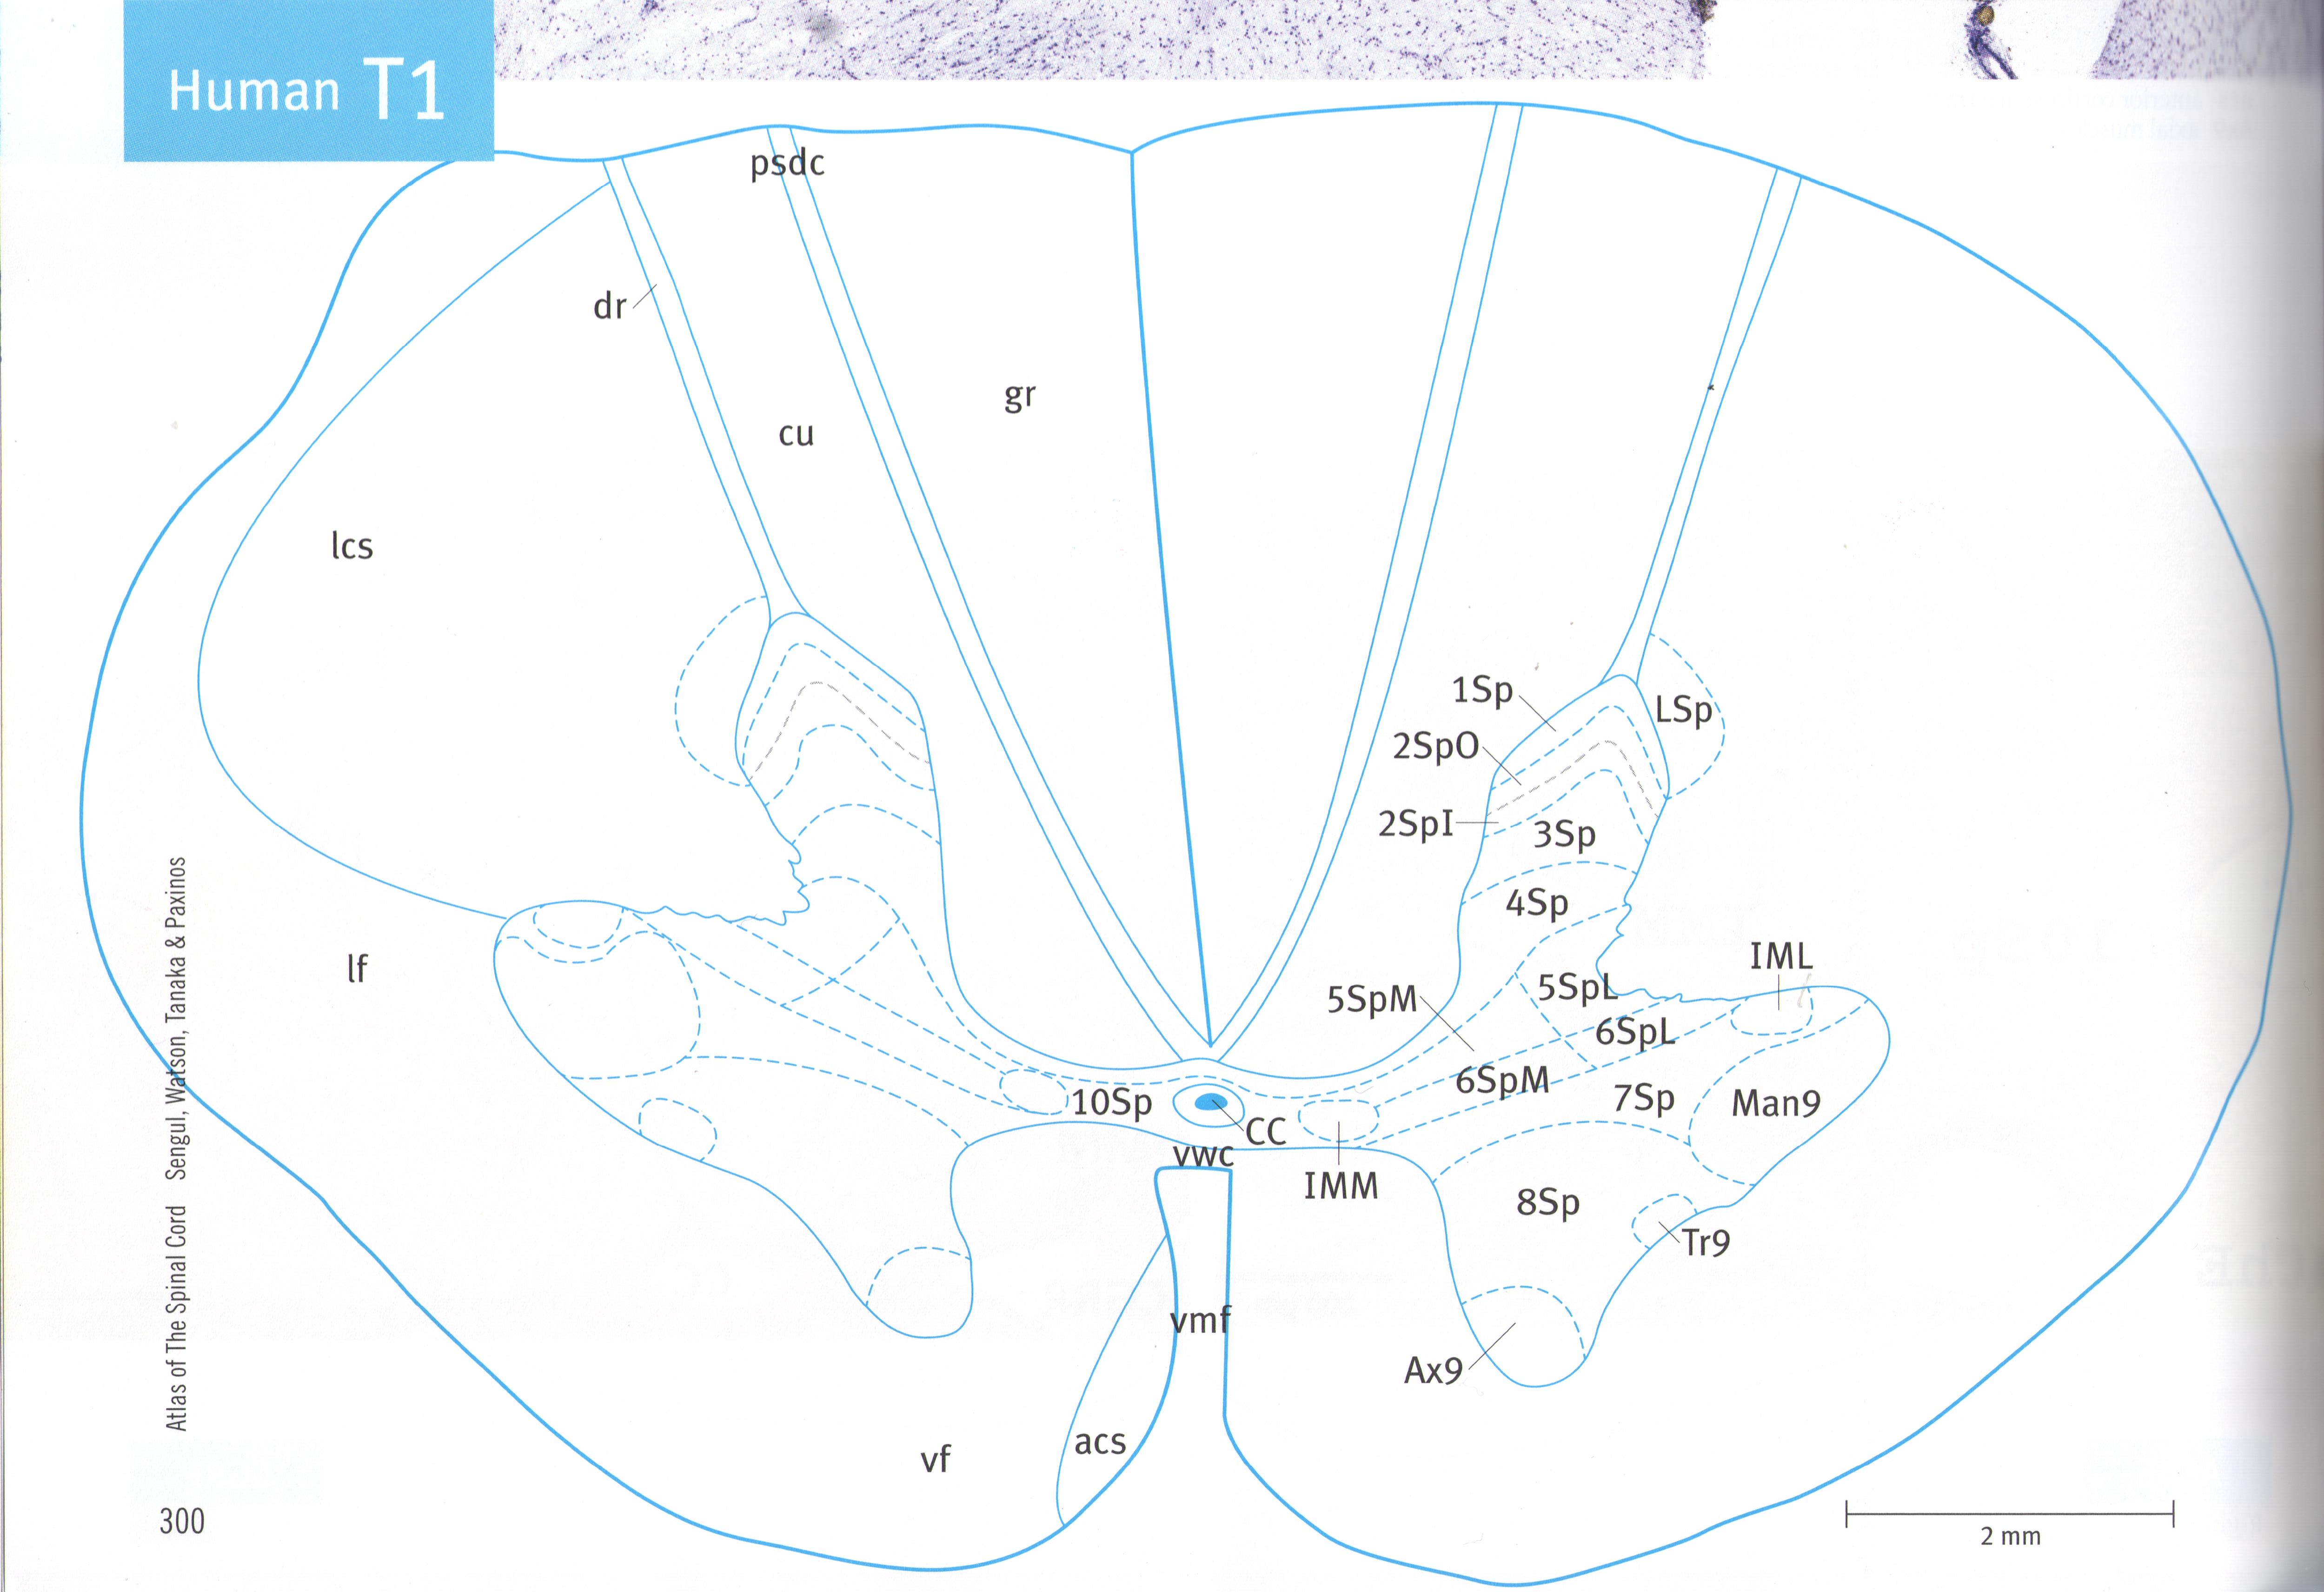 Human T1
psdc
dr
gr
cu
lcs
1Sp
LSp
2SpO
2SpI
3Sp
4Sp
IML
lf
5SpM
5SpL
6SpL
6SpM
10Sp
7Sp
Man9
CC
vwc
IMM
8Sp
Tr9
vmf
Ax9
acs
vf
2 mm
300
Atlas of The Spinal Cord Sengul, Watson, Tanaka & Paxinos